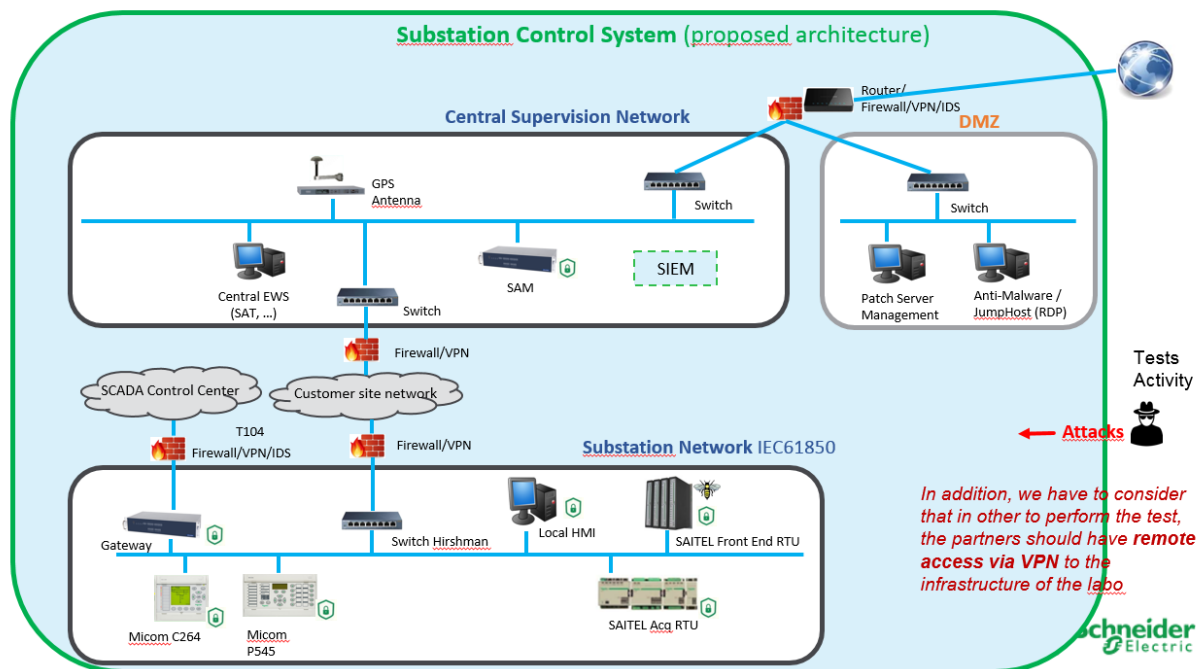 Substation Control System (proposed architecture)
Router/
Firewall/VPN/IDS
Central Supervision Network
DMZ
GPS
Antenna
Switch
Switch
Central EWS
(SAT, ...)
SAM
SIEM
Switch
Patch Server
Management
Anti-Malware /
JumpHost (RDP)
Firewall/VPN
SCADA Control Center
Customer site network
Tests
Activity
T104
Firewall/VPN/IDS
Firewall/VPN
Attacks
Substation Network IEC61850
Gateway
Switch Hirshman
Local HMI
SAITEL Front End RTU
Micom C264
Micom
P545
SAITEL Acq RTU
In addition, we have to consider
that in other to perform the test,
the partners should have remote
access via VPN to the
infrastructure of the labo
Schneider
Electric